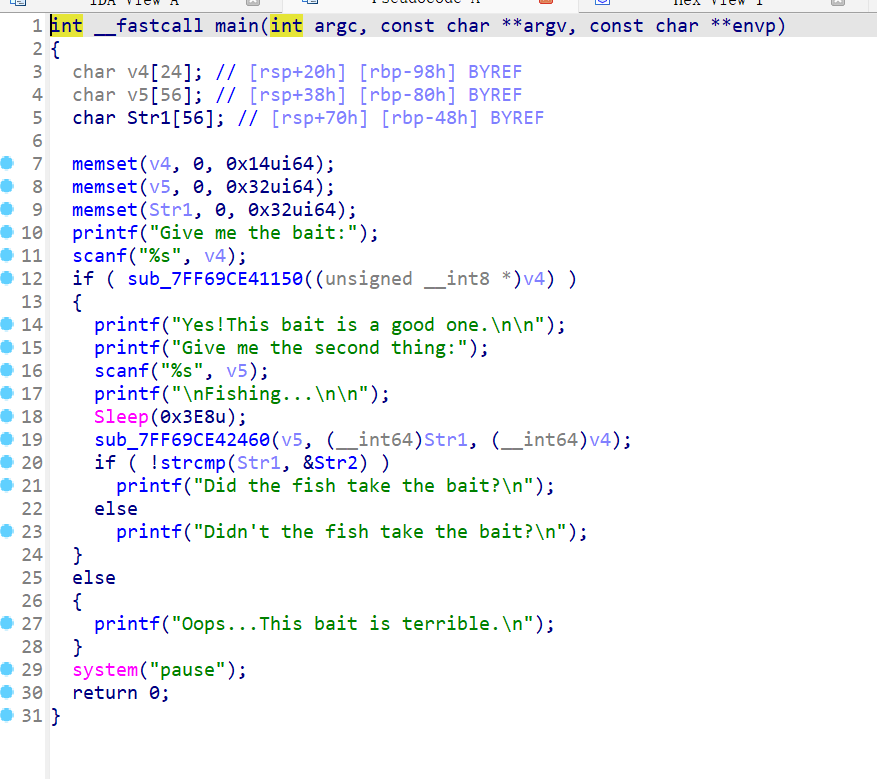 IDA View A Pseudocode A Hex View 1
1 int __fastcall main(int argc, const char **argv, const char **envp)
2 {
3 char v4[24]; // [rsp+20h] [rbp-98h] BYREF
4 char v5[56]; // [rsp+38h] [rbp-80h] BYREF
5 char Str1[56]; // [rsp+70h] [rbp-48h] BYREF
6
7 memset(v4, 0, 0x14ui64);
8 memset(v5, 0, 0x32ui64);
9 memset(Str1, 0, 0x32ui64);
10 printf("Give me the bait:");
11 scanf("%s", v4);
12 if ( sub_7FF69CE41150((unsigned __int8 *)v4) )
13 {
14 printf("Yes!This bait is a good one.\n\n");
15 printf("Give me the second thing:");
16 scanf("%s", v5);
17 printf("\nFishing...\n\n");
18 Sleep(0x3E8u);
19 sub_7FF69CE42460(v5, (__int64)Str1, (__int64)v4);
20 if ( !strcmp(Str1, &Str2) )
21 printf("Did the fish take the bait?\n");
22 else
23 printf("Didn't the fish take the bait?\n");
24 }
25 else
26 {
27 printf("Oops...This bait is terrible.\n");
28 }
29 system("pause");
30 return 0;
31 }